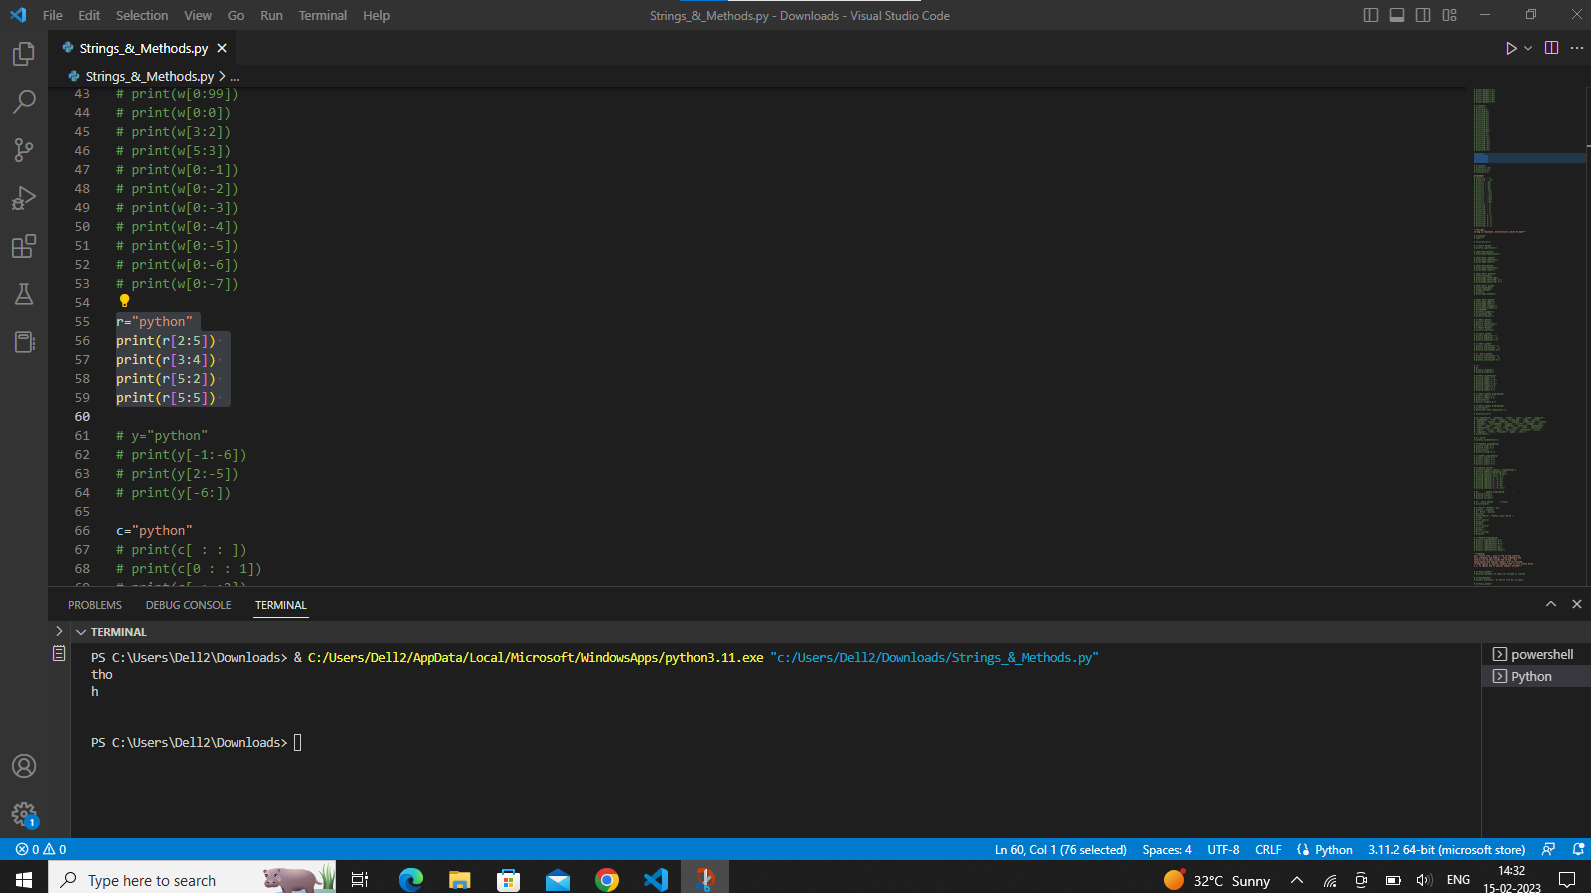 File Edit Selection View Go Run Terminal Help
Strings_&_Methods.py - Downloads - Visual Studio Code
Strings_&_Methods.py
Strings_&_Methods.py > ...
43 # print(w[0:99])
44 # print(w[0:0])
45 # print(w[3:2])
46 # print(w[5:3])
47 # print(w[0:-1])
48 # print(w[0:-2])
49 # print(w[0:-3])
50 # print(w[0:-4])
51 # print(w[0:-5])
52 # print(w[0:-6])
53 # print(w[0:-7])
54
55 r="python"
56 print(r[2:5])
57 print(r[3:4])
58 print(r[5:2])
59 print(r[5:5])
60
61 # y="python"
62 # print(y[-1:-6])
63 # print(y[2:-5])
64 # print(y[-6:])
65
66 c="python"
67 # print(c[ : : ])
68 # print(c[0 : : 1])
PROBLEMS DEBUG CONSOLE TERMINAL
TERMINAL
PS C:\Users\Dell2\Downloads> & C:/Users/Dell2/AppData/Local/Microsoft/WindowsApps/python3.11.exe "c:/Users/Dell2/Downloads/Strings_&_Methods.py"
tho
h
PS C:\Users\Dell2\Downloads>
powershell
Python
1
0 0
Ln 60, Col 1 (76 selected) Spaces: 4 UTF-8 CRLF Python 3.11.2 64-bit (microsoft store)
Type here to search
32°C Sunny
ENG
14:32
15-02-2023